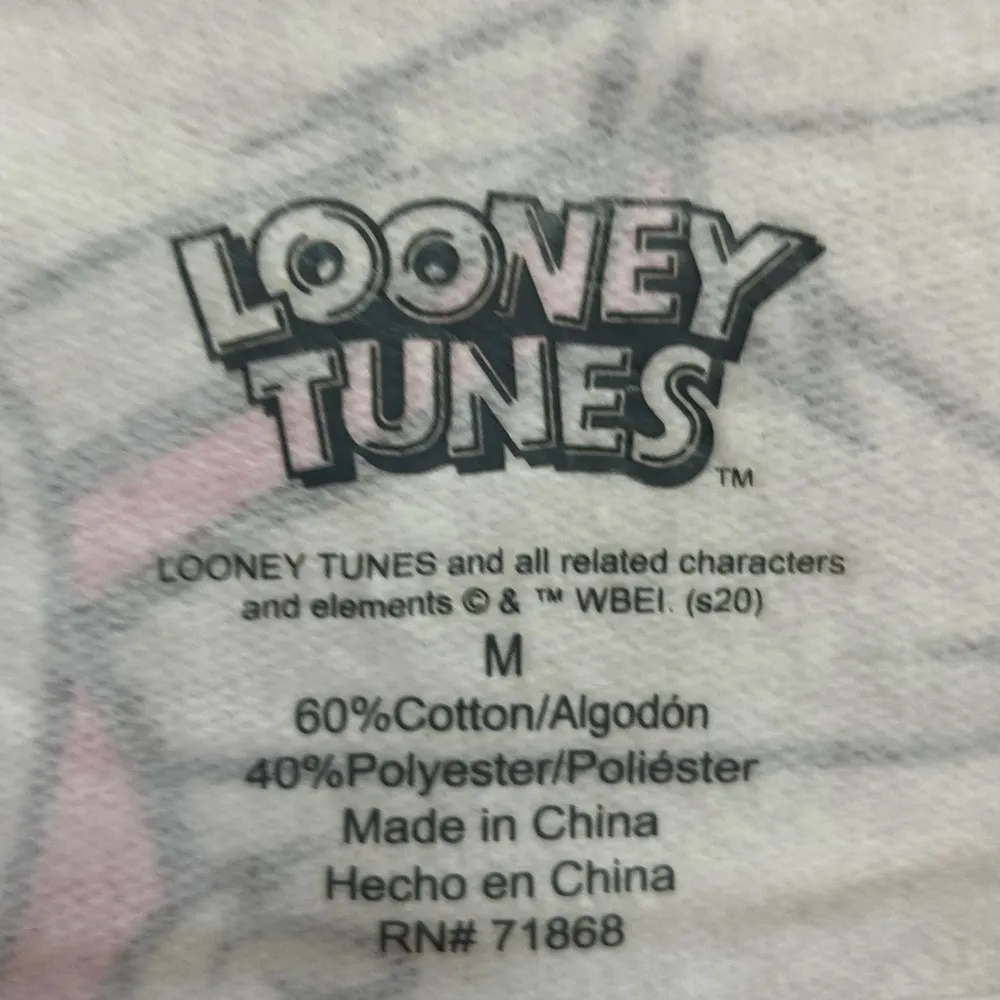 LOONEY
TUNES
TM
LOONEY TUNES and all related characters
and elements © & ™ WBEI. (s20)
M
60%Cotton/Algodón
40%Polyester/Poliéster
Made in China
Hecho en China
RN# 71868